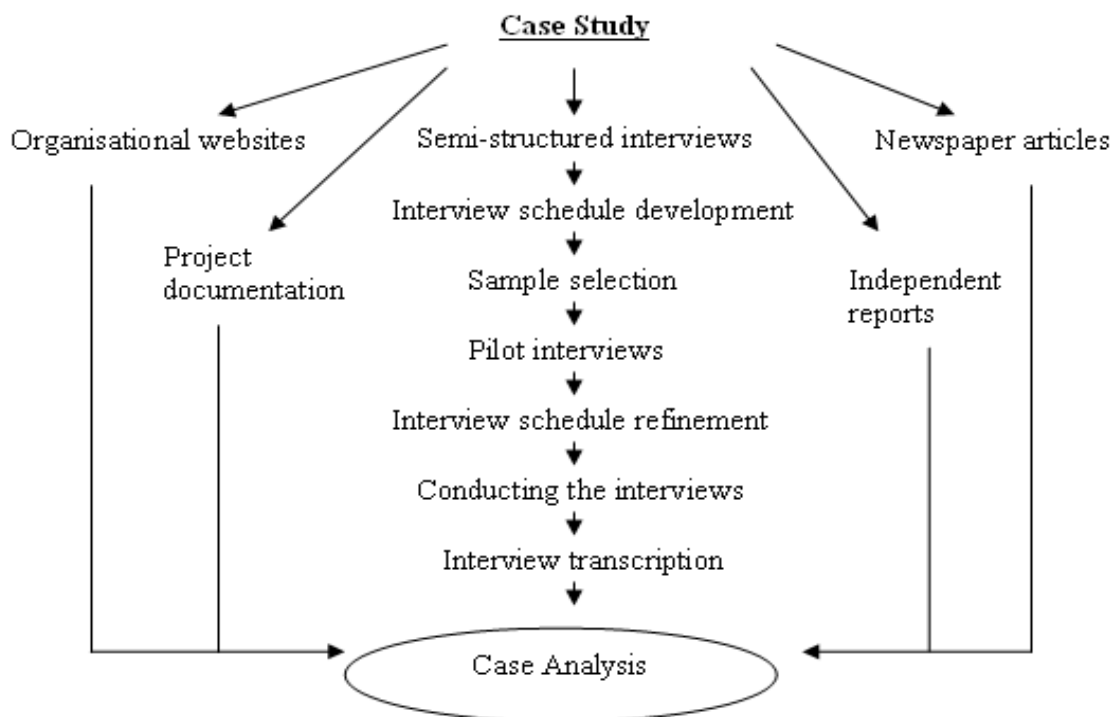 Case Study
Organisational websites
Semi-structured interviews
Newspaper articles
Interview schedule development
Project
documentation
Sample selection
Independent
reports
Pilot interviews
Interview schedule refinement
Conducting the interviews
Interview transcription
Case Analysis